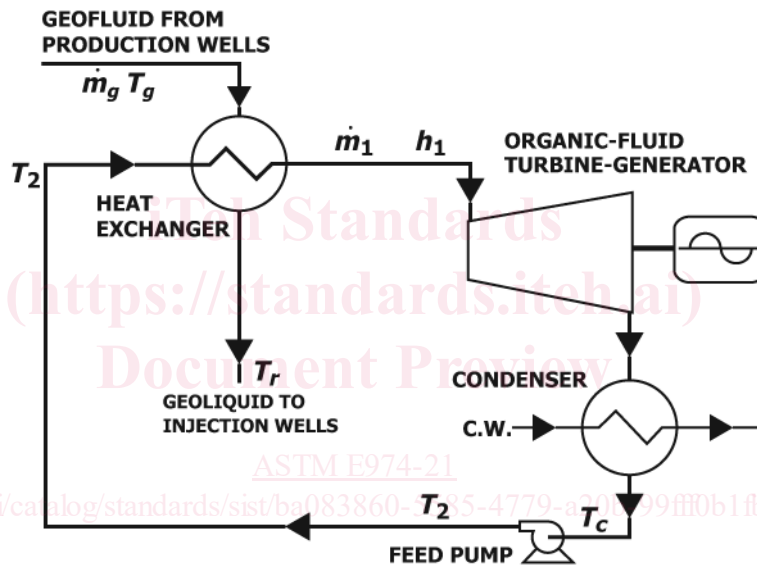 GEOFLUID FROM
PRODUCTION WELLS
ṁg Tg
ṁ1 h1
ORGANIC-FLUID
TURBINE-GENERATOR
T2
HEAT
EXCHANGER
iTeh Standards
(https://standards.iteh.ai)
Document Preview
Tr
GEOLIQUID TO
INJECTION WELLS
CONDENSER
C.W.
ASTM E974-21
i/catalog/standards/sist/ba083860-
85-4779-a
99fff0b1f
T2
Tc
FEED PUMP